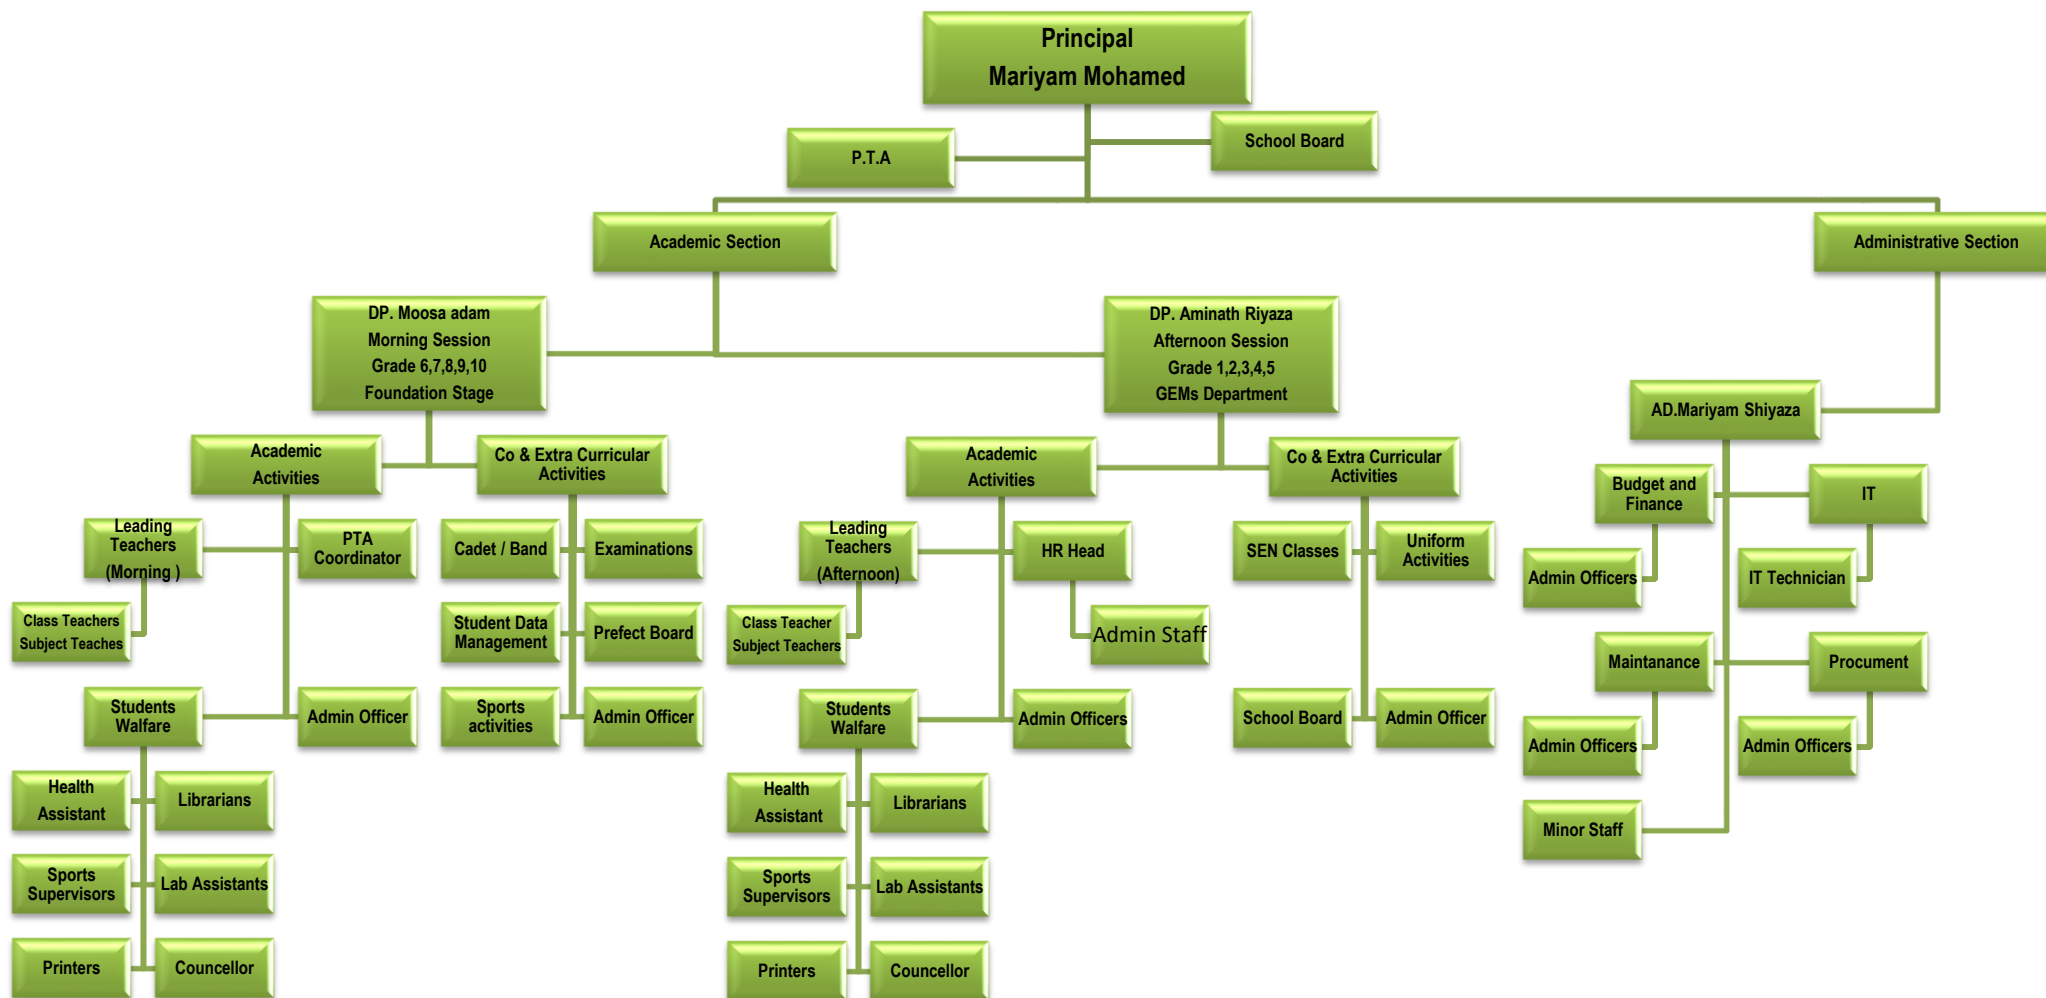 Principal
Mariyam Mohamed
School Board
P.T.A
Academic Section
Administrative Section
DP. Moosa adam
Morning Session
Grade 6,7,8,9,10
Foundation Stage
DP. Aminath Riyaza
Afternoon Session
Grade 1,2,3,4,5
GEMs Department
AD.Mariyam Shiyaza
Academic
Activities
Co & Extra Curricular
Activities
Academic
Activities
Co & Extra Curricular
Activities
Budget and
Finance
IT
Leading
Teachers
(Morning )
PTA
Coordinator
Cadet / Band
Examinations
Leading
Teachers
(Afternoon)
HR Head
SEN Classes
Uniform
Activities
Admin Officers
IT Technician
Class Teachers
Subject Teaches
Student Data
Management
Prefect Board
Class Teacher
Subject Teachers
Admin Staff
Maintanance
Procument
Students
Walfare
Admin Officer
Sports
activities
Admin Officer
Students
Walfare
Admin Officers
School Board
Admin Officer
Admin Officers
Admin Officers
Health
Assistant
Librarians
Health
Assistant
Librarians
Minor Staff
Sports
Supervisors
Lab Assistants
Sports
Supervisors
Lab Assistants
Printers
Councellor
Printers
Councellor